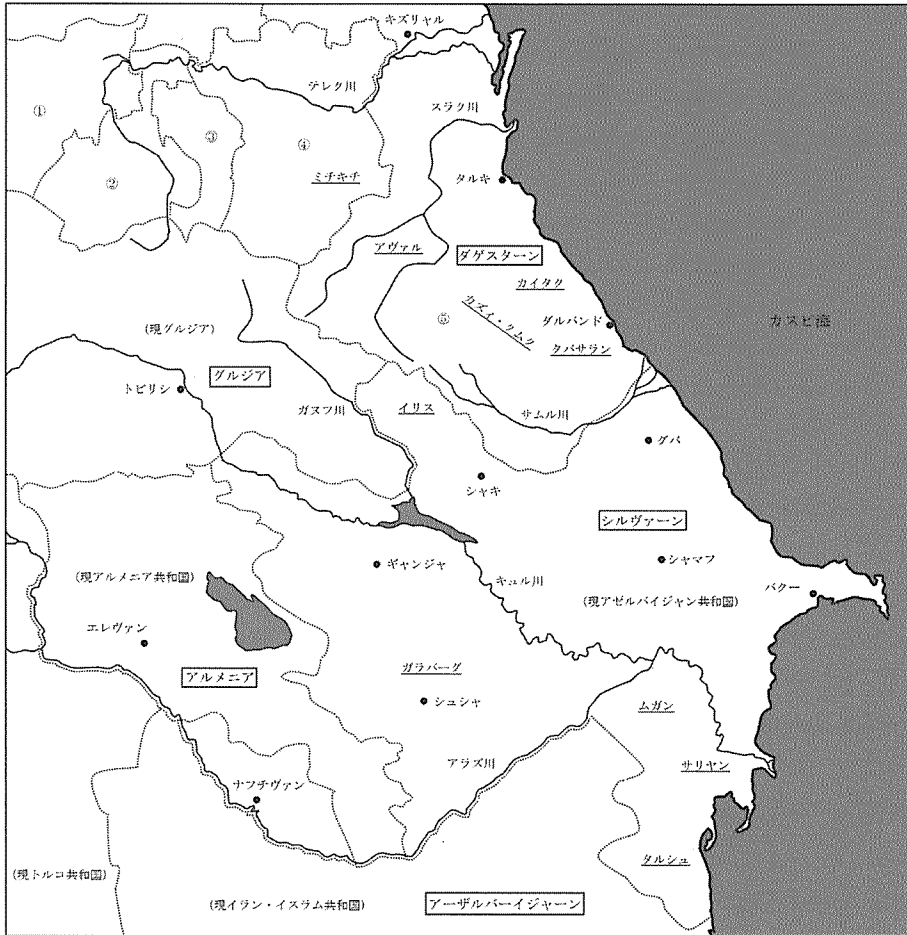 キズリャル
テレク川
スラク川
①
③
④
②
ミチキチ
タルキ
アヴァル
ダゲスターン
カイタク
カズィ・クムク
⑤
ダルバンド
カスピ海
タバサラン
(現グルジア)
グルジア
トビリシ
ガヌフ川
イリス
サムル川
グバ
シャキ
シルヴァーン
シャマフ
(現アルメニア共和国)
ギャンジャ
キュル川
(現アゼルバイジャン共和国)
バクー
エレヴァン
ガラバーグ
アルメニア
シュシャ
ムガン
アラズ川
サリヤン
ナフチヴァン
タルシュ
(現トルコ共和国)
(現イラン・イスラム共和国)
アーザルバーイジャーン